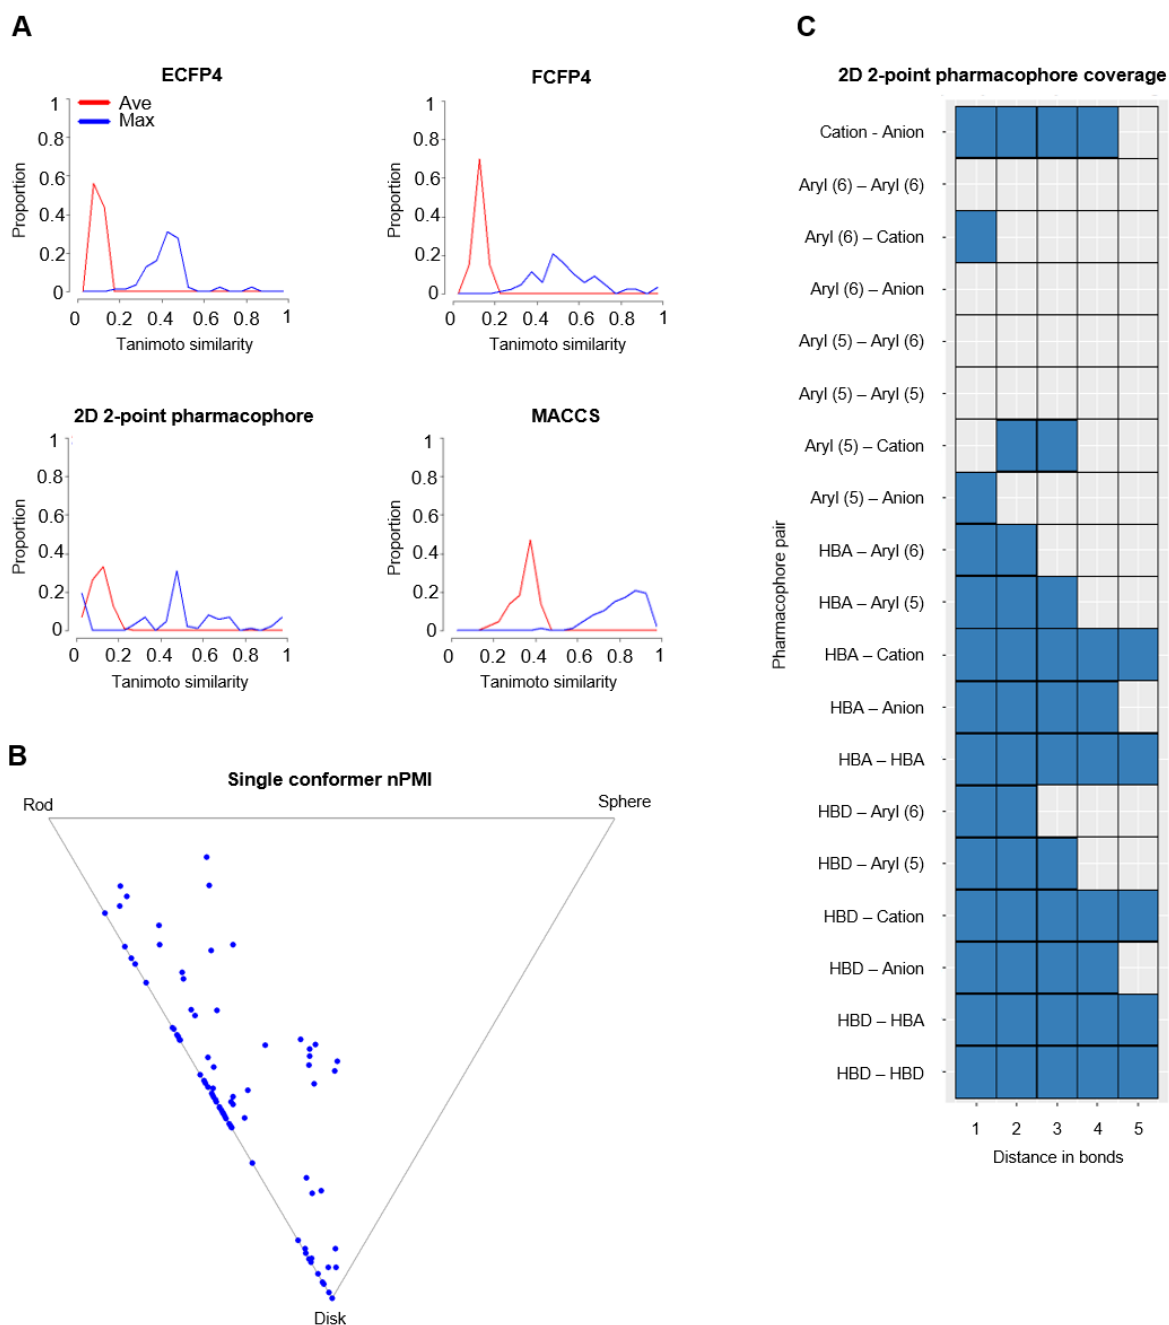 A
ECFP4
Ave
Max
1
0.8
0.6
0.4
0.2
0
Proportion
0 0.2 0.4 0.6 0.8 1
Tanimoto similarity
FCFP4
1
0.8
0.6
0.4
0.2
0
Proportion
0 0.2 0.4 0.6 0.8 1
Tanimoto similarity
2D 2-point pharmacophore
1
0.8
0.6
0.4
0.2
0
Proportion
0 0.2 0.4 0.6 0.8 1
Tanimoto similarity
MACCS
1
0.8
0.6
0.4
0.2
0
Proportion
0 0.2 0.4 0.6 0.8 1
Tanimoto similarity
B
Single conformer nPMI
Rod
Sphere
Disk
C
2D 2-point pharmacophore coverage
Pharmacophore pair
Cation - Anion
Aryl (6) – Aryl (6)
Aryl (6) – Cation
Aryl (6) – Anion
Aryl (5) – Aryl (6)
Aryl (5) – Aryl (5)
Aryl (5) – Cation
Aryl (5) – Anion
HBA – Aryl (6)
HBA – Aryl (5)
HBA – Cation
HBA – Anion
HBA – HBA
HBD – Aryl (6)
HBD – Aryl (5)
HBD – Cation
HBD – Anion
HBD – HBA
HBD – HBD
1 2 3 4 5
Distance in bonds